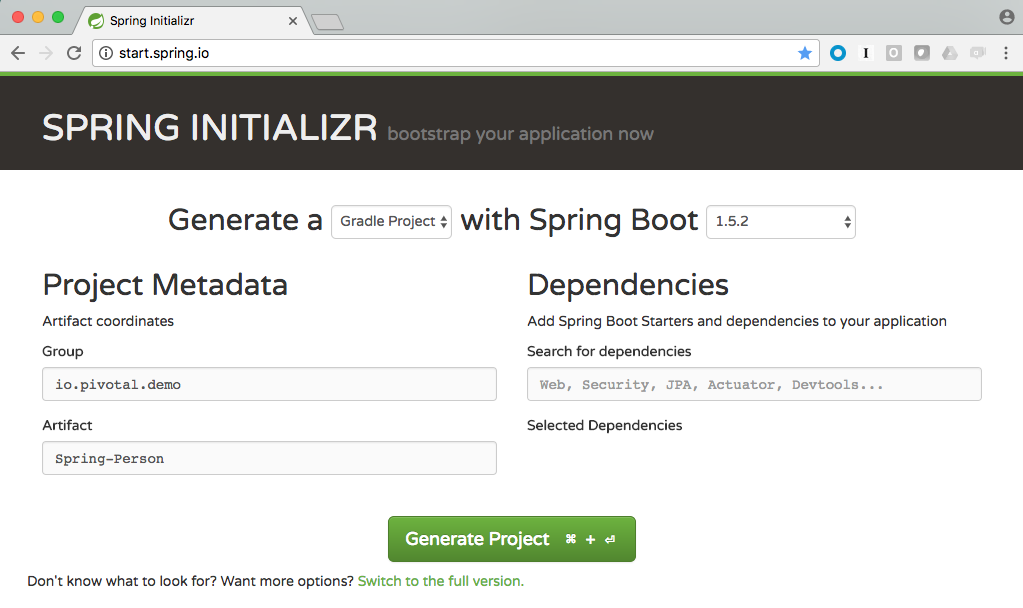 Spring Initializr
start.spring.io
SPRING INITIALIZR bootstrap your application now
Generate a Gradle Project with Spring Boot 1.5.2
Project Metadata
Artifact coordinates
Group
io.pivotal.demo
Artifact
Spring-Person
Dependencies
Add Spring Boot Starters and dependencies to your application
Search for dependencies
Web, Security, JPA, Actuator, Devtools...
Selected Dependencies
Generate Project ⌘ + ⏎
Don't know what to look for? Want more options? Switch to the full version.